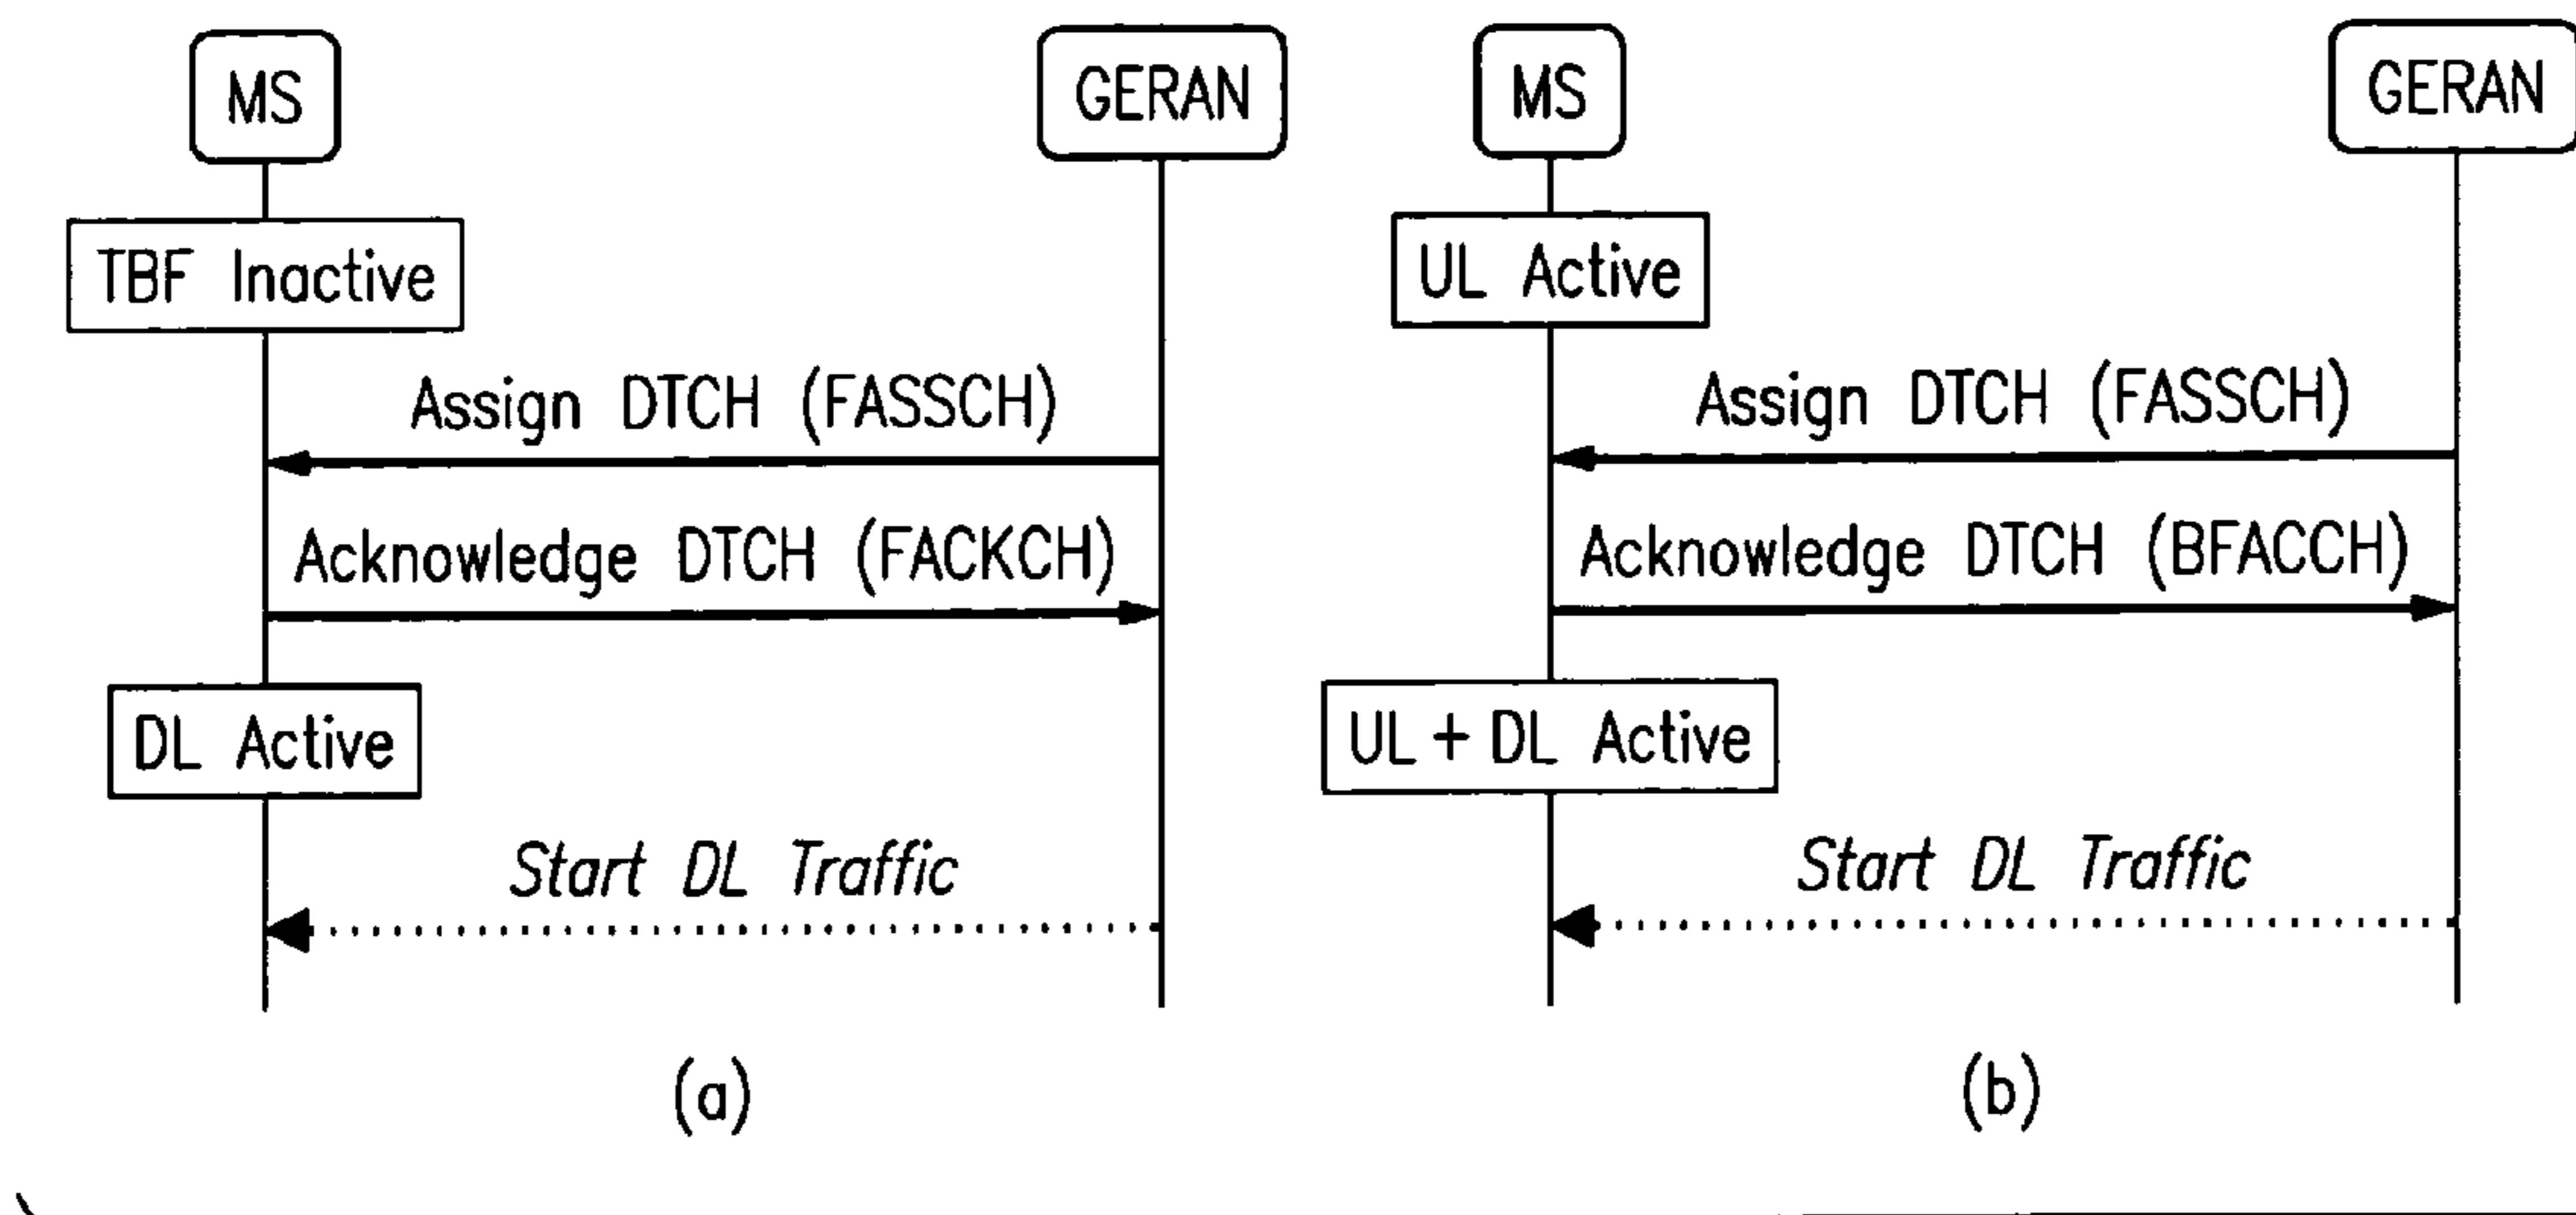 MS
GERAN
TBF Inactive
Assign DTCH (FASSCH)
Acknowledge DTCH (FACKCH)
DL Active
Start DL Traffic
(a)
MS
GERAN
UL Active
Assign DTCH (FASSCH)
Acknowledge DTCH (BFACCH)
UL + DL Active
Start DL Traffic
(b)